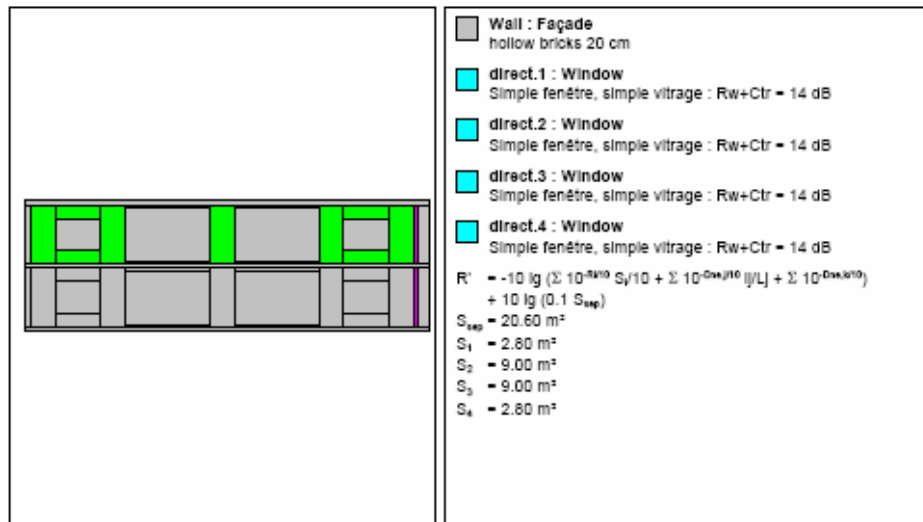 Wall : Façade
hollow bricks 20 cm
direct.1 : Window
Simple fenêtre, simple vitrage : Rw+Ctr = 14 dB
direct.2 : Window
Simple fenêtre, simple vitrage : Rw+Ctr = 14 dB
direct.3 : Window
Simple fenêtre, simple vitrage : Rw+Ctr = 14 dB
direct.4 : Window
Simple fenêtre, simple vitrage : Rw+Ctr = 14 dB
R' = -10 lg (Σ 10^-Ri/10 Sᵢ/10 + Σ 10^-Dne,j/10 lj/Lj + Σ 10^-Dne,k/10)
+ 10 lg (0.1 Ssep)
Ssep = 20.60 m²
S₁ = 2.80 m²
S₂ = 9.00 m²
S₃ = 9.00 m²
S₄ = 2.80 m²